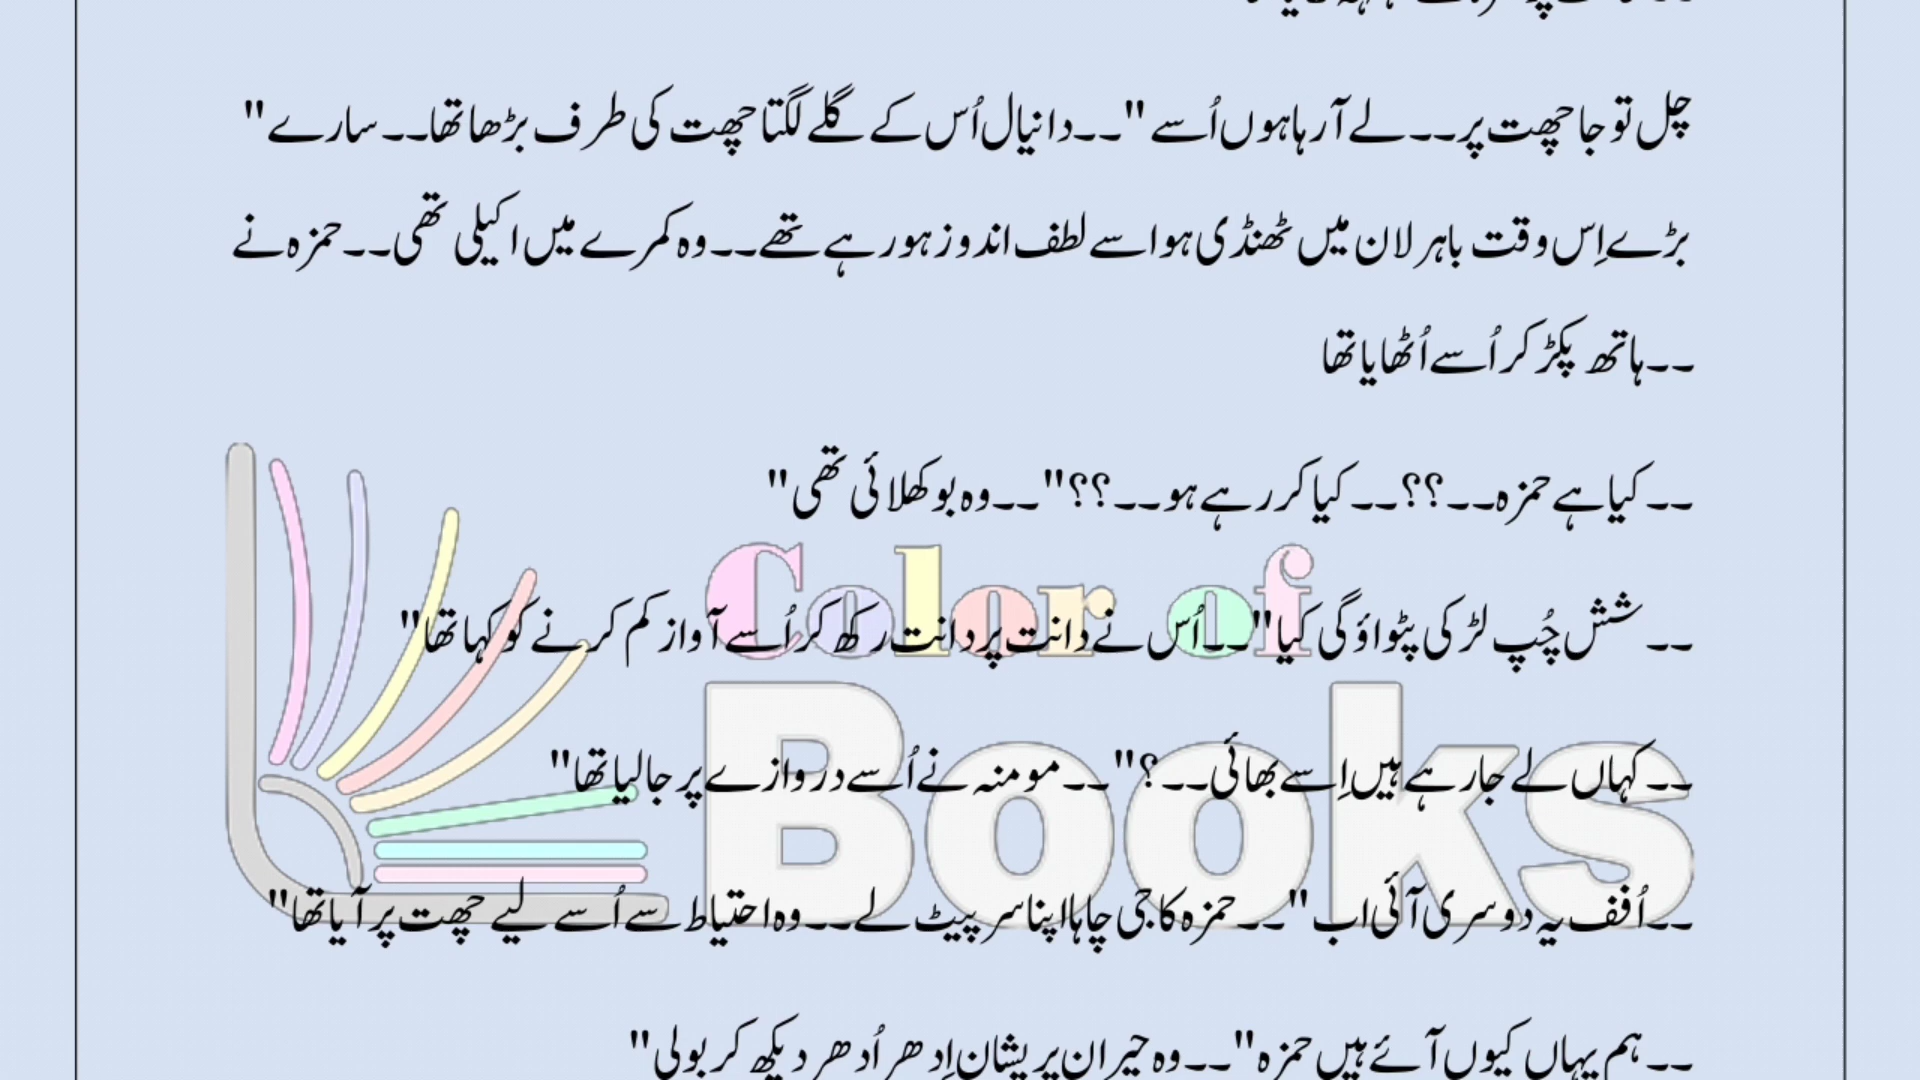 چل تو جا چھت پر۔۔ لے آ رہا ہوں اُسے "۔۔دانیال اُس کے گلے لگتا چھت کی طرف بڑھا تھا۔۔ سارے"
بڑے اِس وقت باہر لان میں ٹھنڈی ہوا سے لطف اندوز ہو رہے تھے۔۔ وہ کمرے میں اکیلی تھی۔۔ حمزہ نے
۔۔ ہاتھ پکڑ کر اُسے اُٹھایا تھا
۔۔ کیا ہے حمزہ۔۔؟؟۔۔ کیا کر رہے ہو۔۔؟؟"۔۔ وہ بوکھلائی تھی"
۔۔ شش چُپ لڑکی پٹواؤ گی کیا"۔۔ اُس نے دانت پر دانت رکھ کر اُسے آواز کم کرنے کو کہا تھا"
۔۔ کہاں لے جا رہے ہیں اِسے بھائی۔۔؟"۔۔ مومنہ نے اُسے دروازے پر جا لیا تھا"
۔۔ اُفف یہ دوسری آئی اب"۔۔ حمزہ کا جی چاہا اپنا سر پیٹ لے۔۔ وہ احتیاط سے اُسے لیے چھت پر آیا تھا"
۔۔ ہم یہاں کیوں آئے ہیں حمزہ"۔۔ وہ حیران پریشان اِدھر اُدھر دیکھ کر بولی"
Color of
Books